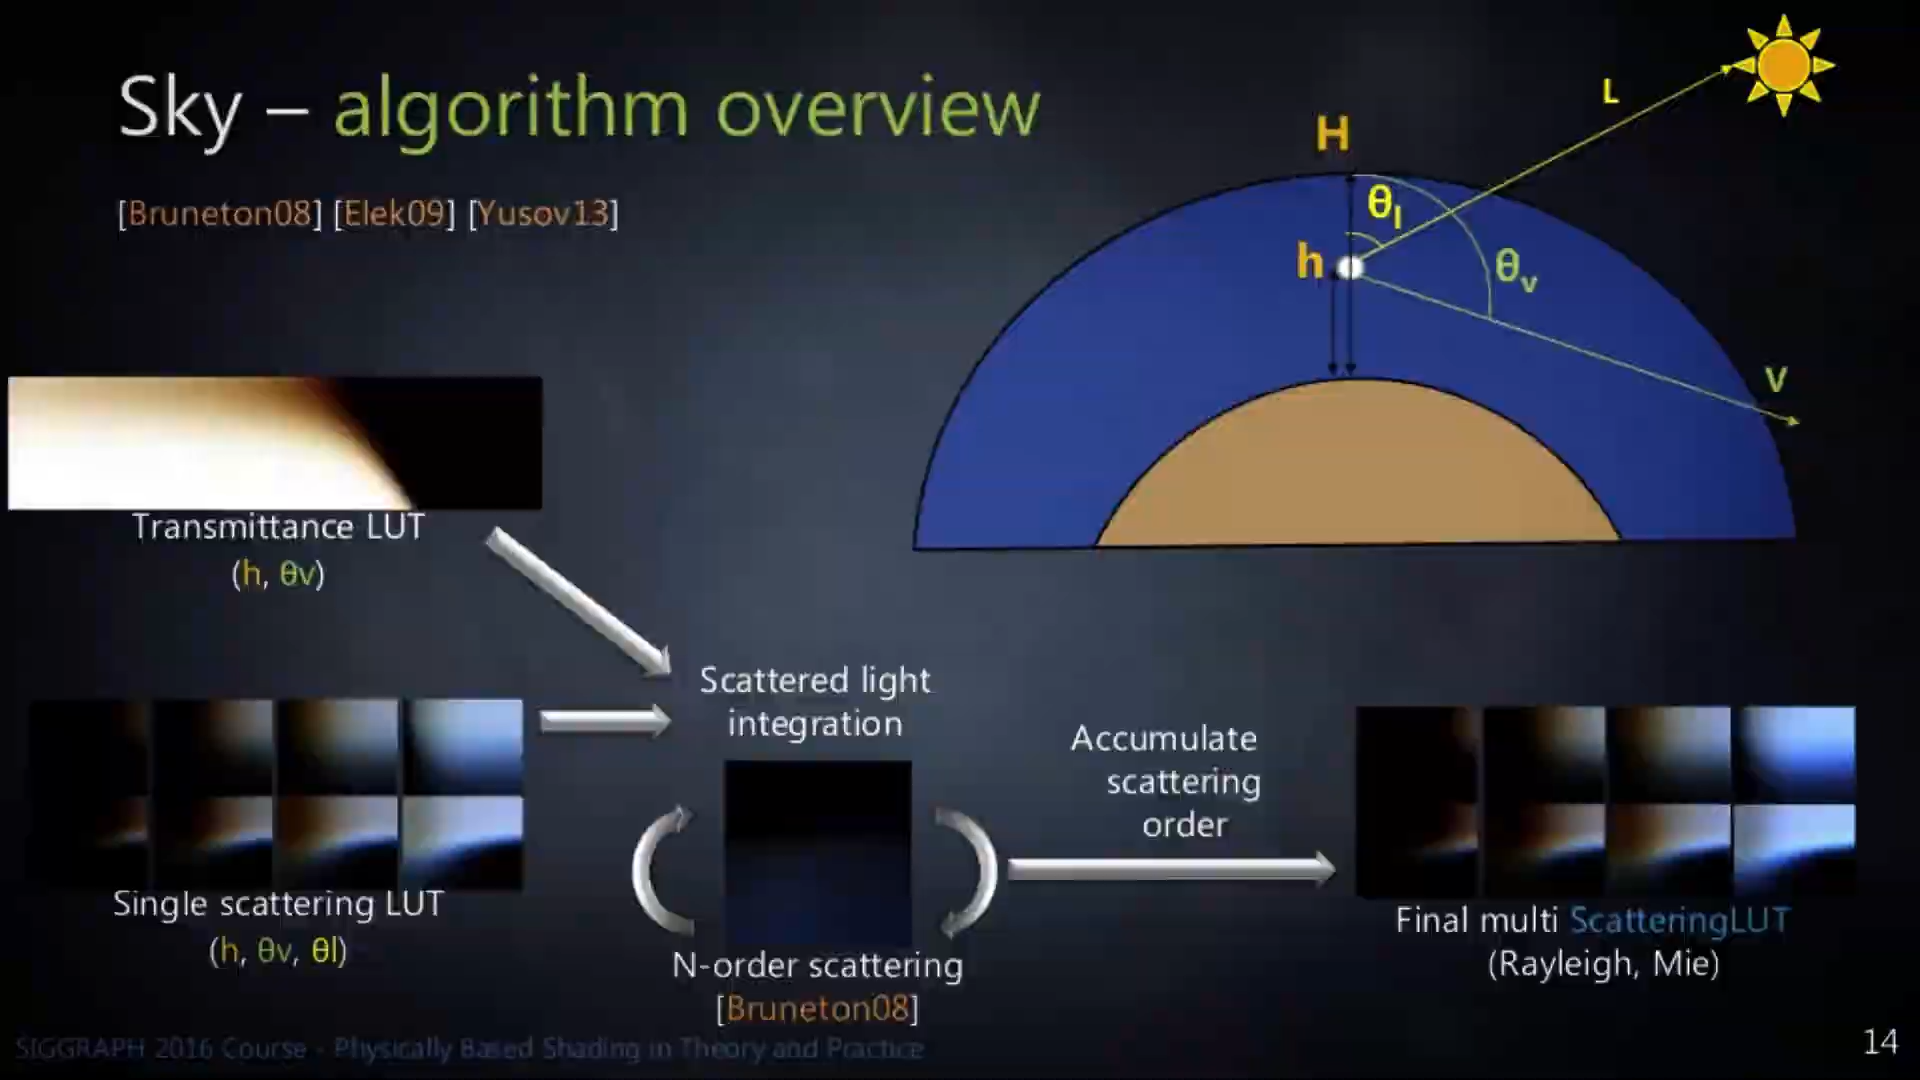 Sky – algorithm overview
[Bruneton08] [Elek09] [Yusov13]
L
H
θl
h
θv
V
Transmittance LUT
(h, θv)
Scattered light
integration
Single scattering LUT
(h, θv, θl)
N-order scattering
[Bruneton08]
Accumulate
scattering
order
Final multi ScatteringLUT
(Rayleigh, Mie)
SIGGRAPH 2016 Course - Physically Based Shading in Theory and Practice
14